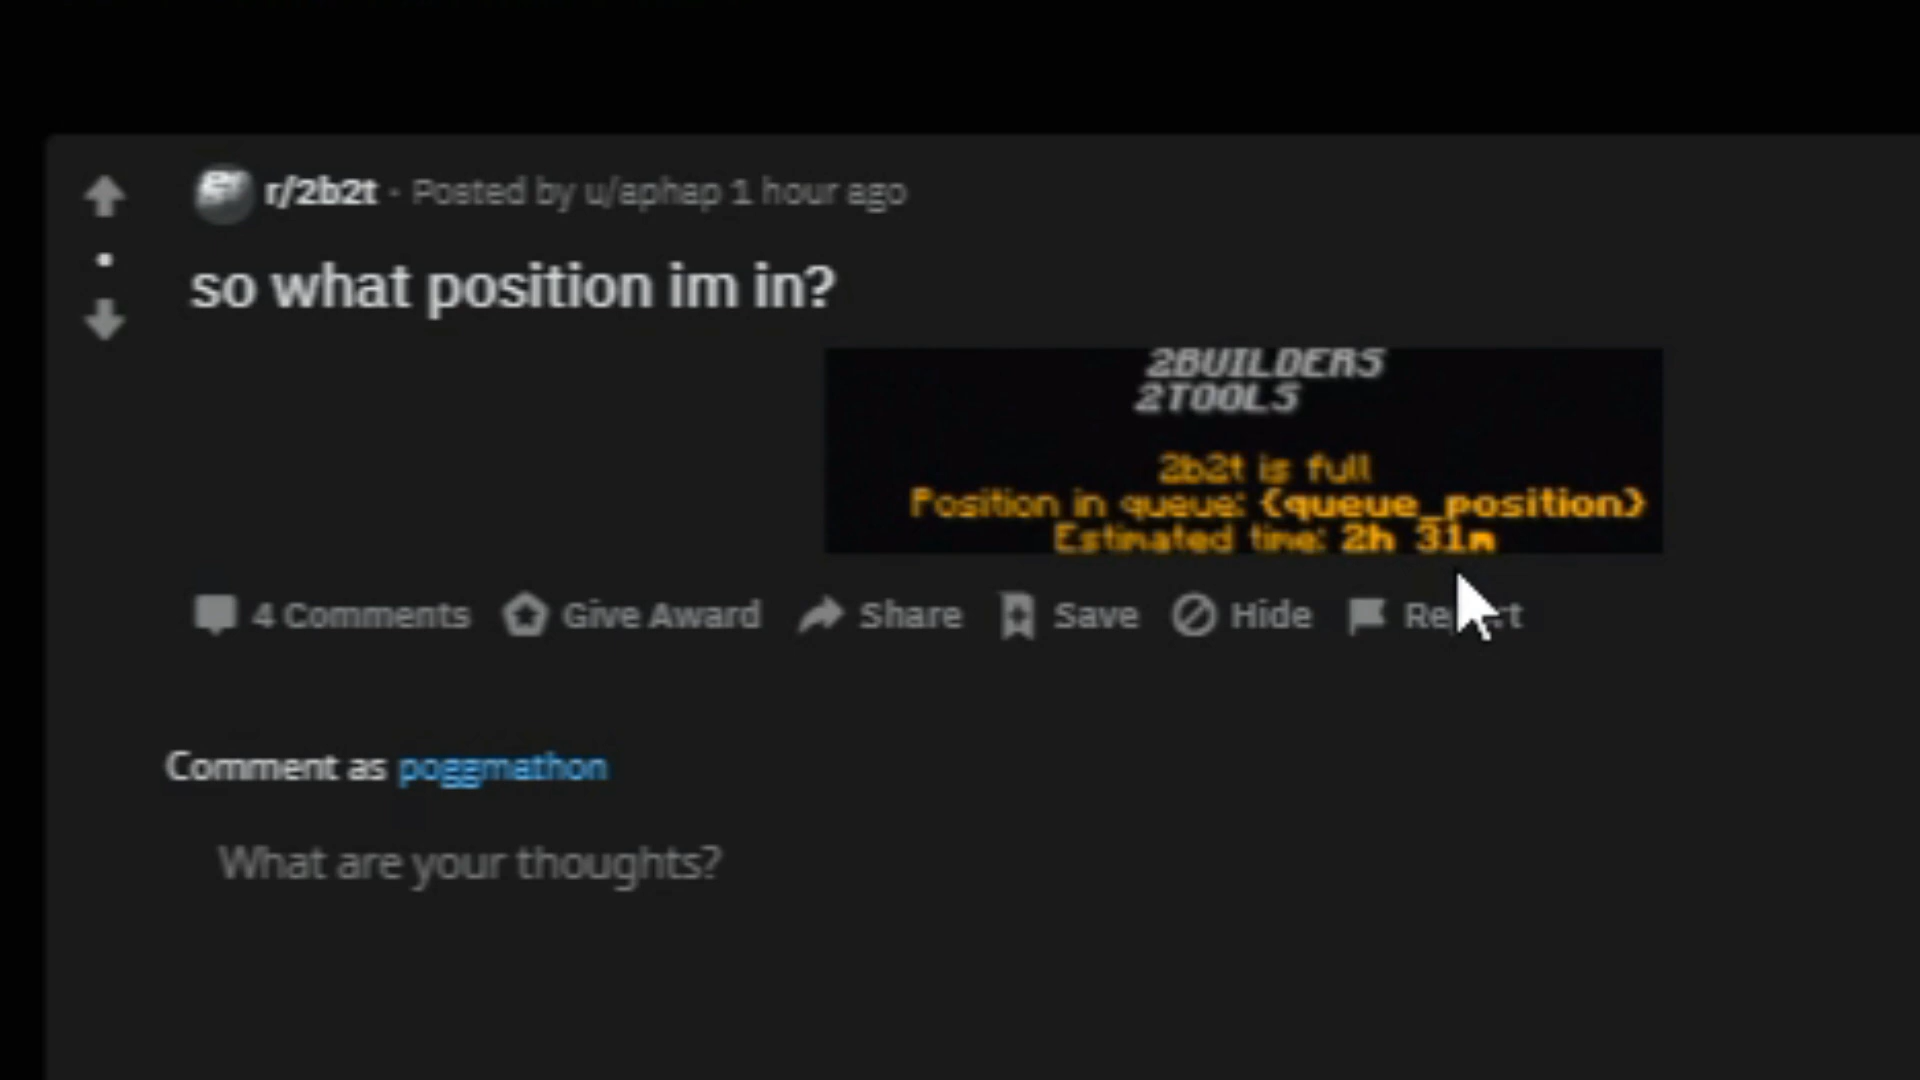 r/2b2t · Posted by u/aphap 1 hour ago
so what position im in?
2BUILDERS
2TOOLS
2b2t is full
Position in queue: {queue_position}
Estimated time: 2h 31m
4 Comments Give Award Share Save Hide
Comment as poggmathon
What are your thoughts?